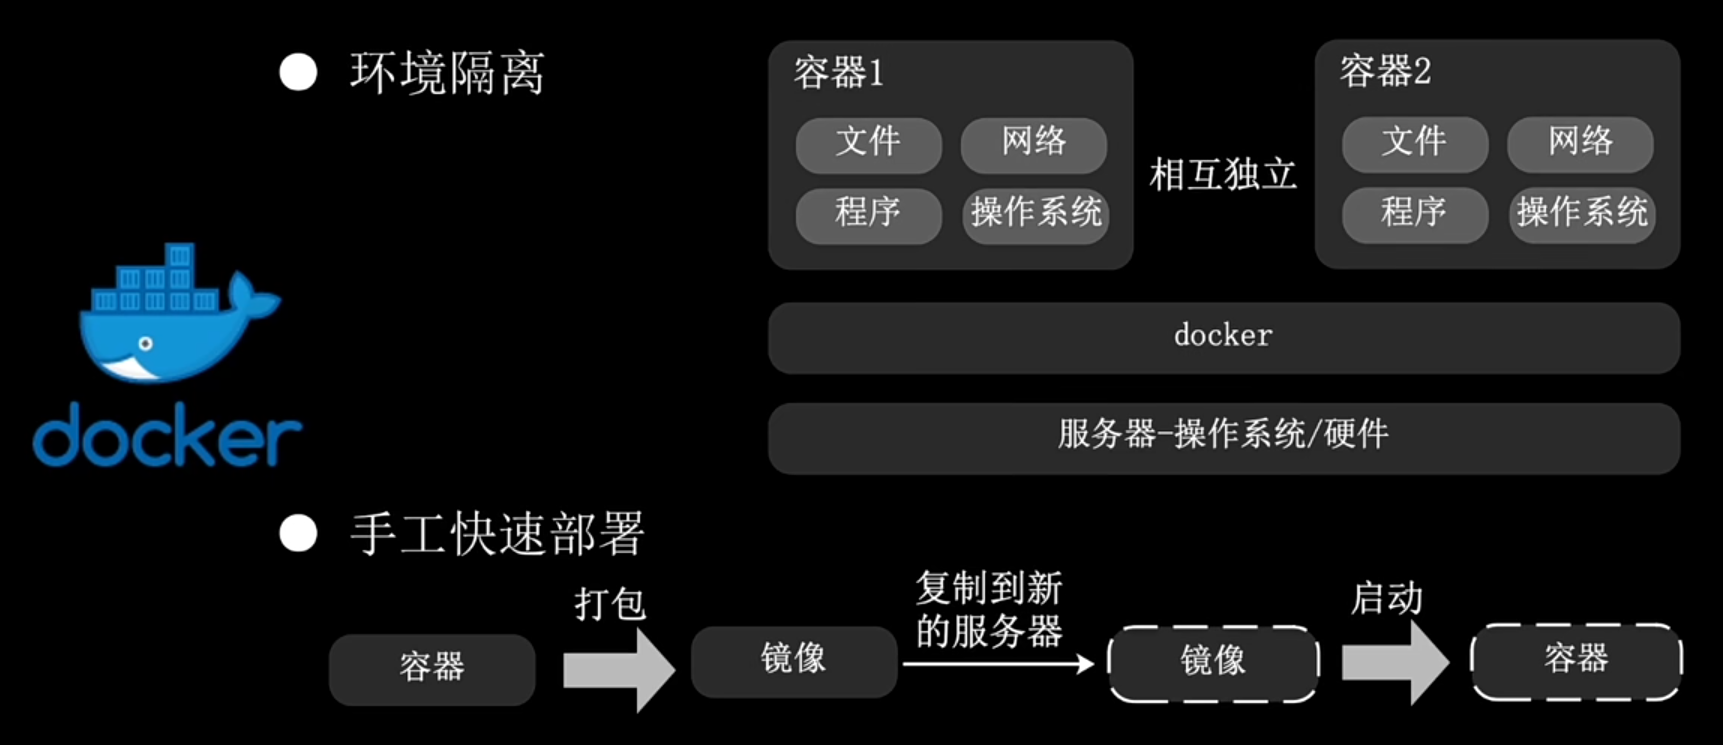 环境隔离
容器1
文件
网络
程序
操作系统
相互独立
容器2
文件
网络
程序
操作系统
docker
服务器-操作系统/硬件
docker
手工快速部署
容器
打包
镜像
复制到新
的服务器
镜像
启动
容器